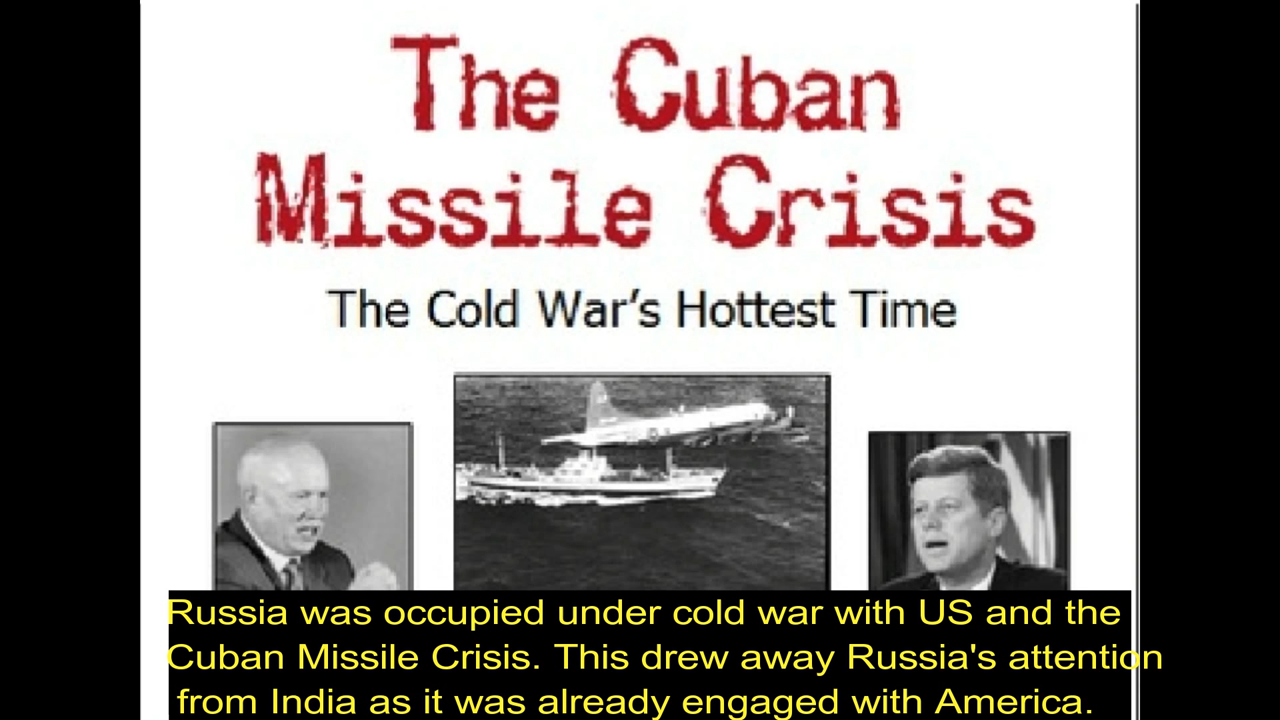 The Cuban
Missile Crisis
The Cold War's Hottest Time
Russia was occupied under cold war with US and the
Cuban Missile Crisis. This drew away Russia's attention
from India as it was already engaged with America.